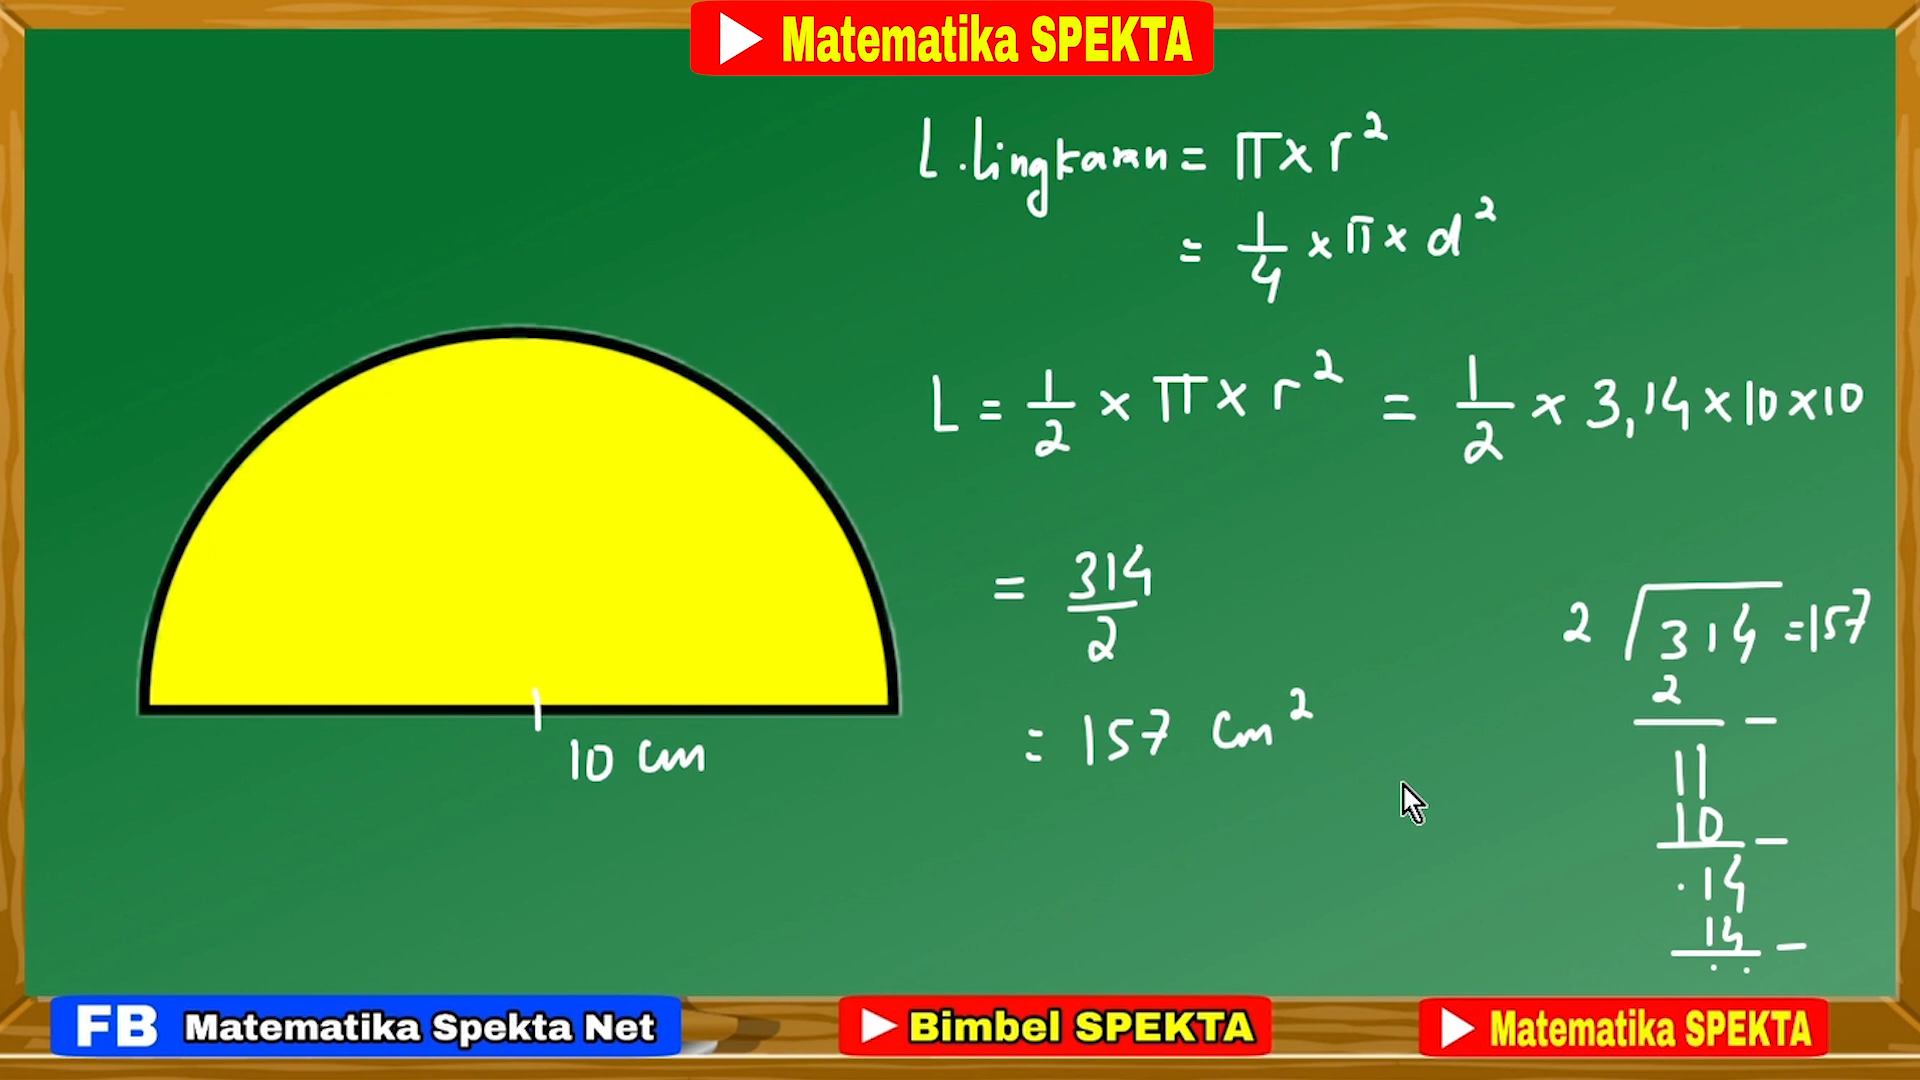 Matematika SPEKTA
L. Lingkaran = π x r²
= 1/4 x π x d²
L = 1/2 x π x r² = 1/2 x 3,14 x 10 x 10
= 314/2
= 157 cm²
10 cm
2 √314 = 157
2 –
11
10 –
.14
14 –
. .
FB Matematika Spekta Net
Bimbel SPEKTA
Matematika SPEKTA